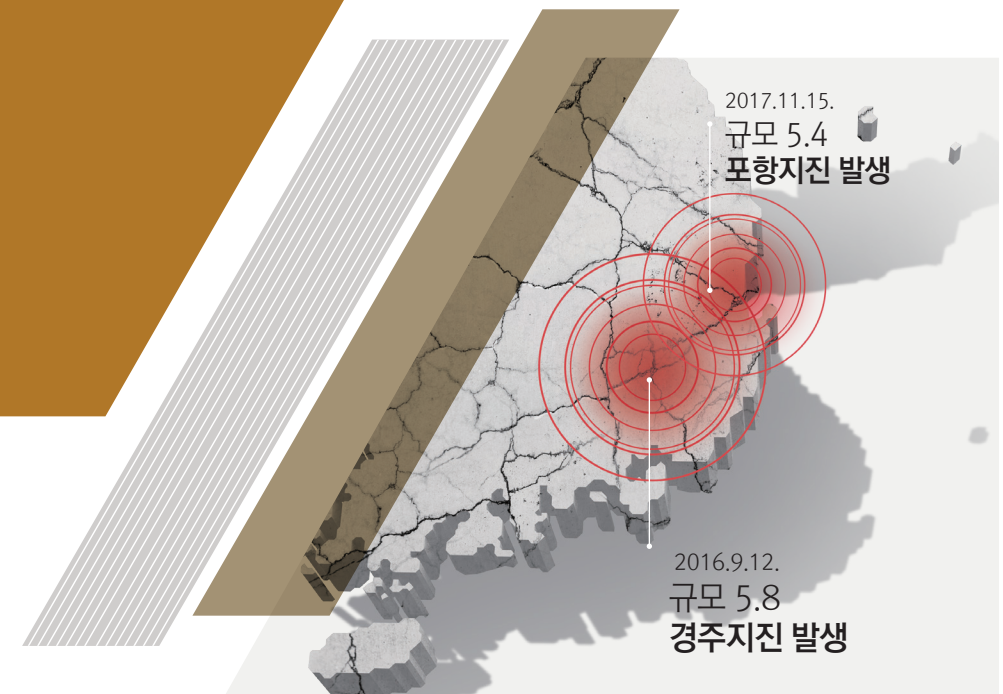 2017.11.15.
규모 5.4
포항지진 발생
2016.9.12.
규모 5.8
경주지진 발생